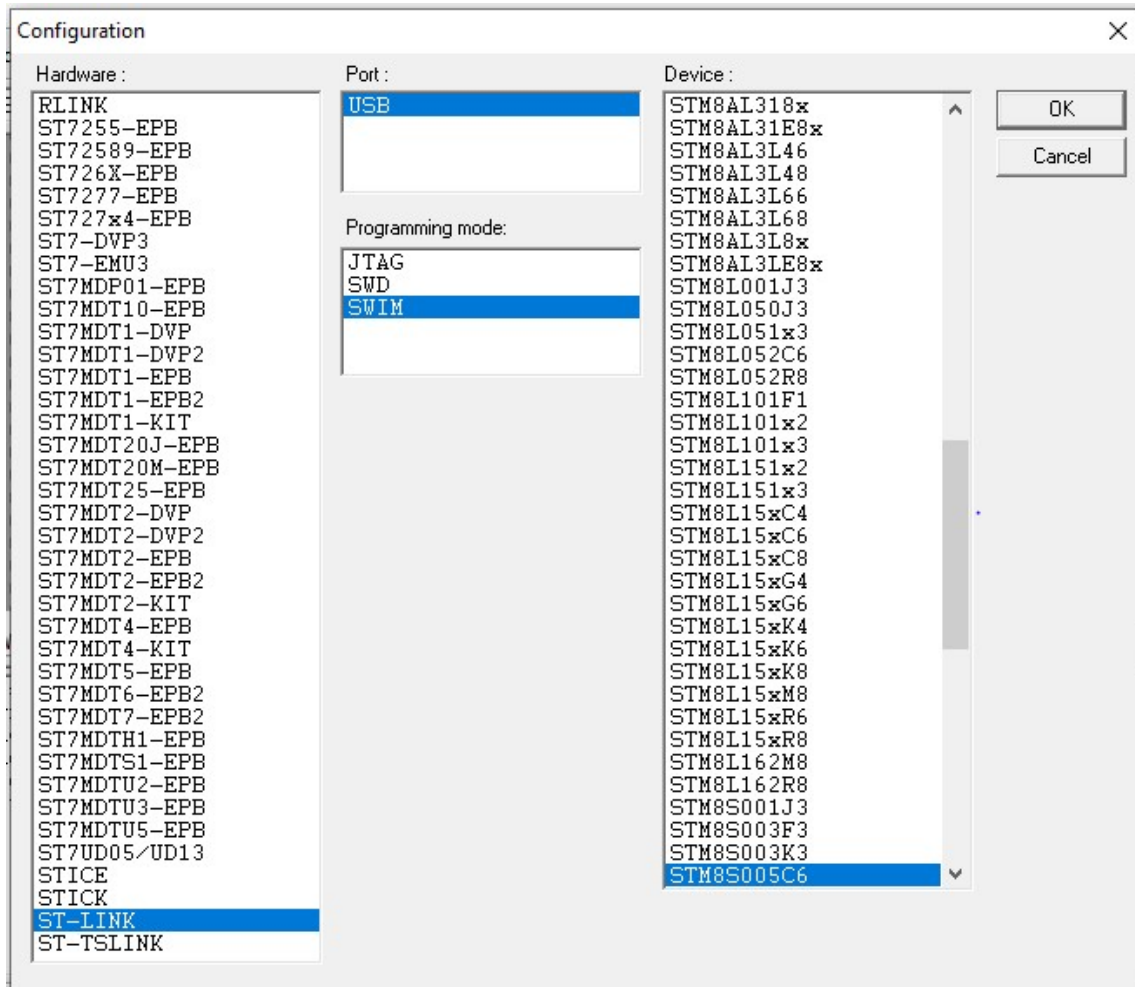 Configuration
Hardware :
RLINK
ST7255-EPB
ST72589-EPB
ST726X-EPB
ST7277-EPB
ST727x4-EPB
ST7-DVP3
ST7-EMU3
ST7MDP01-EPB
ST7MDT10-EPB
ST7MDT1-DVP
ST7MDT1-DVP2
ST7MDT1-EPB
ST7MDT1-EPB2
ST7MDT1-KIT
ST7MDT20J-EPB
ST7MDT20M-EPB
ST7MDT25-EPB
ST7MDT2-DVP
ST7MDT2-DVP2
ST7MDT2-EPB
ST7MDT2-EPB2
ST7MDT2-KIT
ST7MDT4-EPB
ST7MDT4-KIT
ST7MDT5-EPB
ST7MDT6-EPB2
ST7MDT7-EPB2
ST7MDTH1-EPB
ST7MDTS1-EPB
ST7MDTU2-EPB
ST7MDTU3-EPB
ST7MDTU5-EPB
ST7UD05/UD13
STICE
STICK
ST-LINK
ST-TSLINK
Port :
USB
Programming mode:
JTAG
SWD
SWIM
Device :
STM8AL318x
STM8AL31E8x
STM8AL3L46
STM8AL3L48
STM8AL3L66
STM8AL3L68
STM8AL3L8x
STM8AL3LE8x
STM8L001J3
STM8L050J3
STM8L051x3
STM8L052C6
STM8L052R8
STM8L101F1
STM8L101x2
STM8L101x3
STM8L151x2
STM8L151x3
STM8L15xC4
STM8L15xC6
STM8L15xC8
STM8L15xG4
STM8L15xG6
STM8L15xK4
STM8L15xK6
STM8L15xK8
STM8L15xM8
STM8L15xR6
STM8L15xR8
STM8L162M8
STM8L162R8
STM8S001J3
STM8S003F3
STM8S003K3
STM8S005C6
OK
Cancel